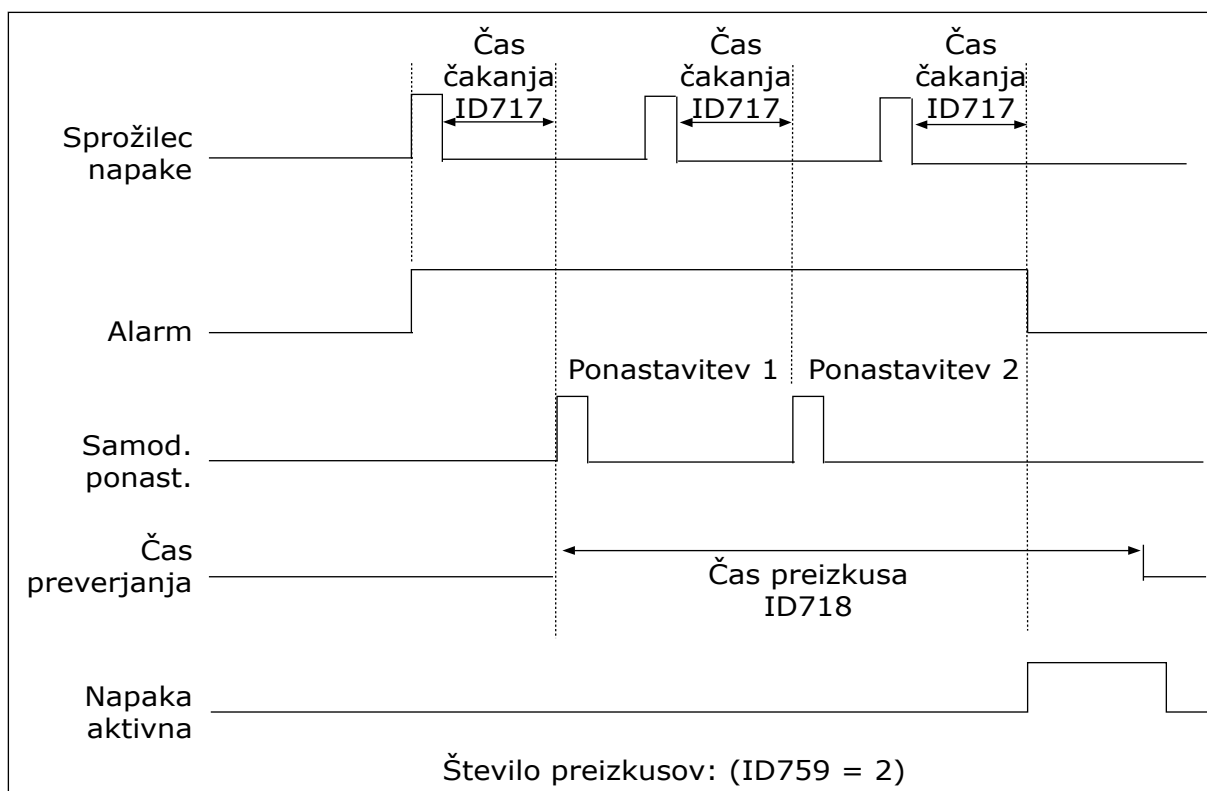 Čas
čakanja
ID717
Čas
čakanja
ID717
Čas
čakanja
ID717
Sprožilec
napake
Alarm
Ponastavitev 1
Ponastavitev 2
Samod.
ponast.
Čas
preverjanja
Čas preizkusa
ID718
Napaka
aktivna
Število preizkusov: (ID759 = 2)